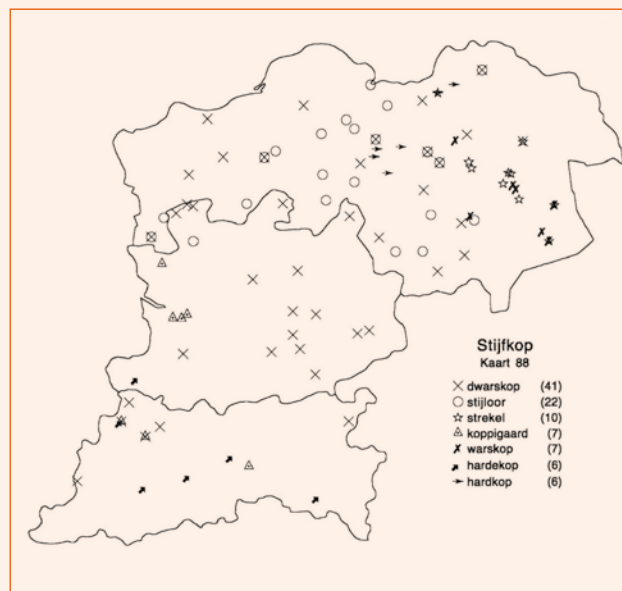 Stijfkop
Kaart 88
dwarskop (41)
stijloor (22)
strekel (10)
koppigaard (7)
warskop (7)
hardekop (6)
hardkop (6)